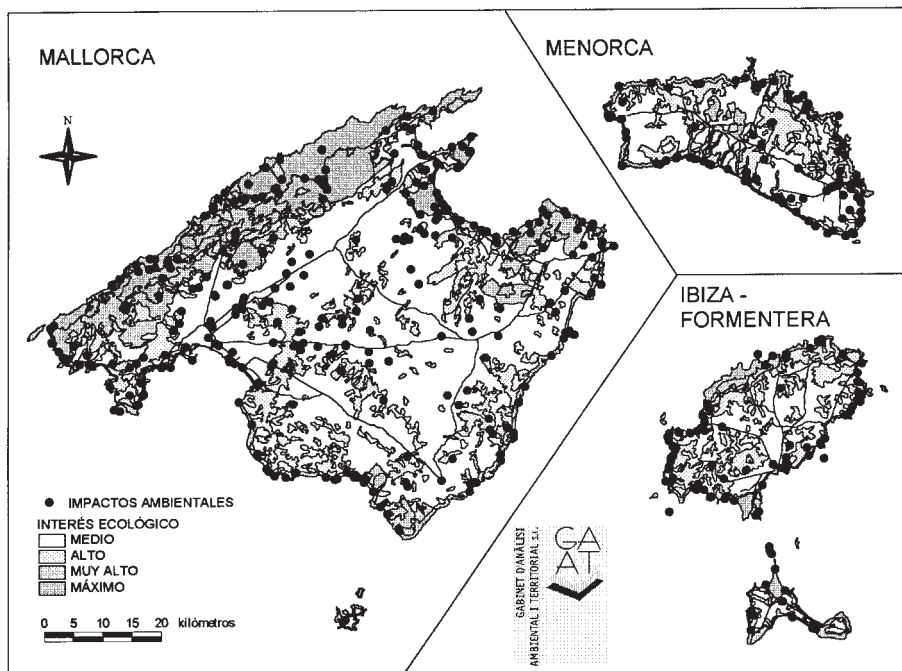 MALLORCA
N
MENORCA
IBIZA -
FORMENTERA
IMPACTOS AMBIENTALES
INTERÉS ECOLÓGICO
MEDIO
ALTO
MUY ALTO
MÁXIMO
0 5 10 15 20 kilómetros
GABINET D'ANÀLISI
AMBIENTAL I TERRITORIAL s.r.
GA
AT